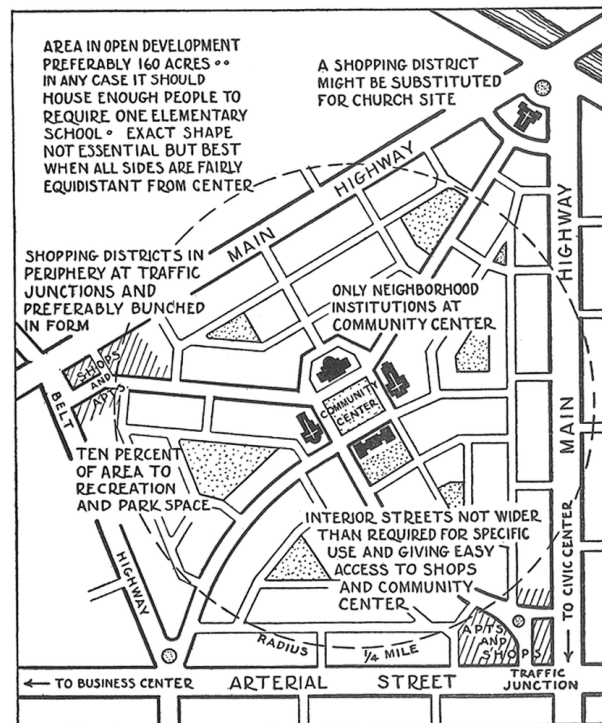 AREA IN OPEN DEVELOPMENT
PREFERABLY 160 ACRES ••
IN ANY CASE IT SHOULD
HOUSE ENOUGH PEOPLE TO
REQUIRE ONE ELEMENTARY
SCHOOL • EXACT SHAPE
NOT ESSENTIAL BUT BEST
WHEN ALL SIDES ARE FAIRLY
EQUIDISTANT FROM CENTER
A SHOPPING DISTRICT
MIGHT BE SUBSTITUTED
FOR CHURCH SITE
MAIN HIGHWAY
HIGHWAY
MAIN
SHOPPING DISTRICTS IN
PERIPHERY AT TRAFFIC
JUNCTIONS AND
PREFERABLY BUNCHED
IN FORM
ONLY NEIGHBORHOOD
INSTITUTIONS AT
COMMUNITY CENTER
SHOPS
AND
APTS
BELT
HIGHWAY
COMMUNITY
CENTER
TEN PERCENT
OF AREA TO
RECREATION
AND PARK SPACE
INTERIOR STREETS NOT WIDER
THAN REQUIRED FOR SPECIFIC
USE AND GIVING EASY
ACCESS TO SHOPS
AND COMMUNITY
CENTER
→ TO CIVIC CENTER
RADIUS 1/4 MILE
APTS
AND
SHOPS
TRAFFIC
JUNCTION
← TO BUSINESS CENTER
ARTERIAL STREET